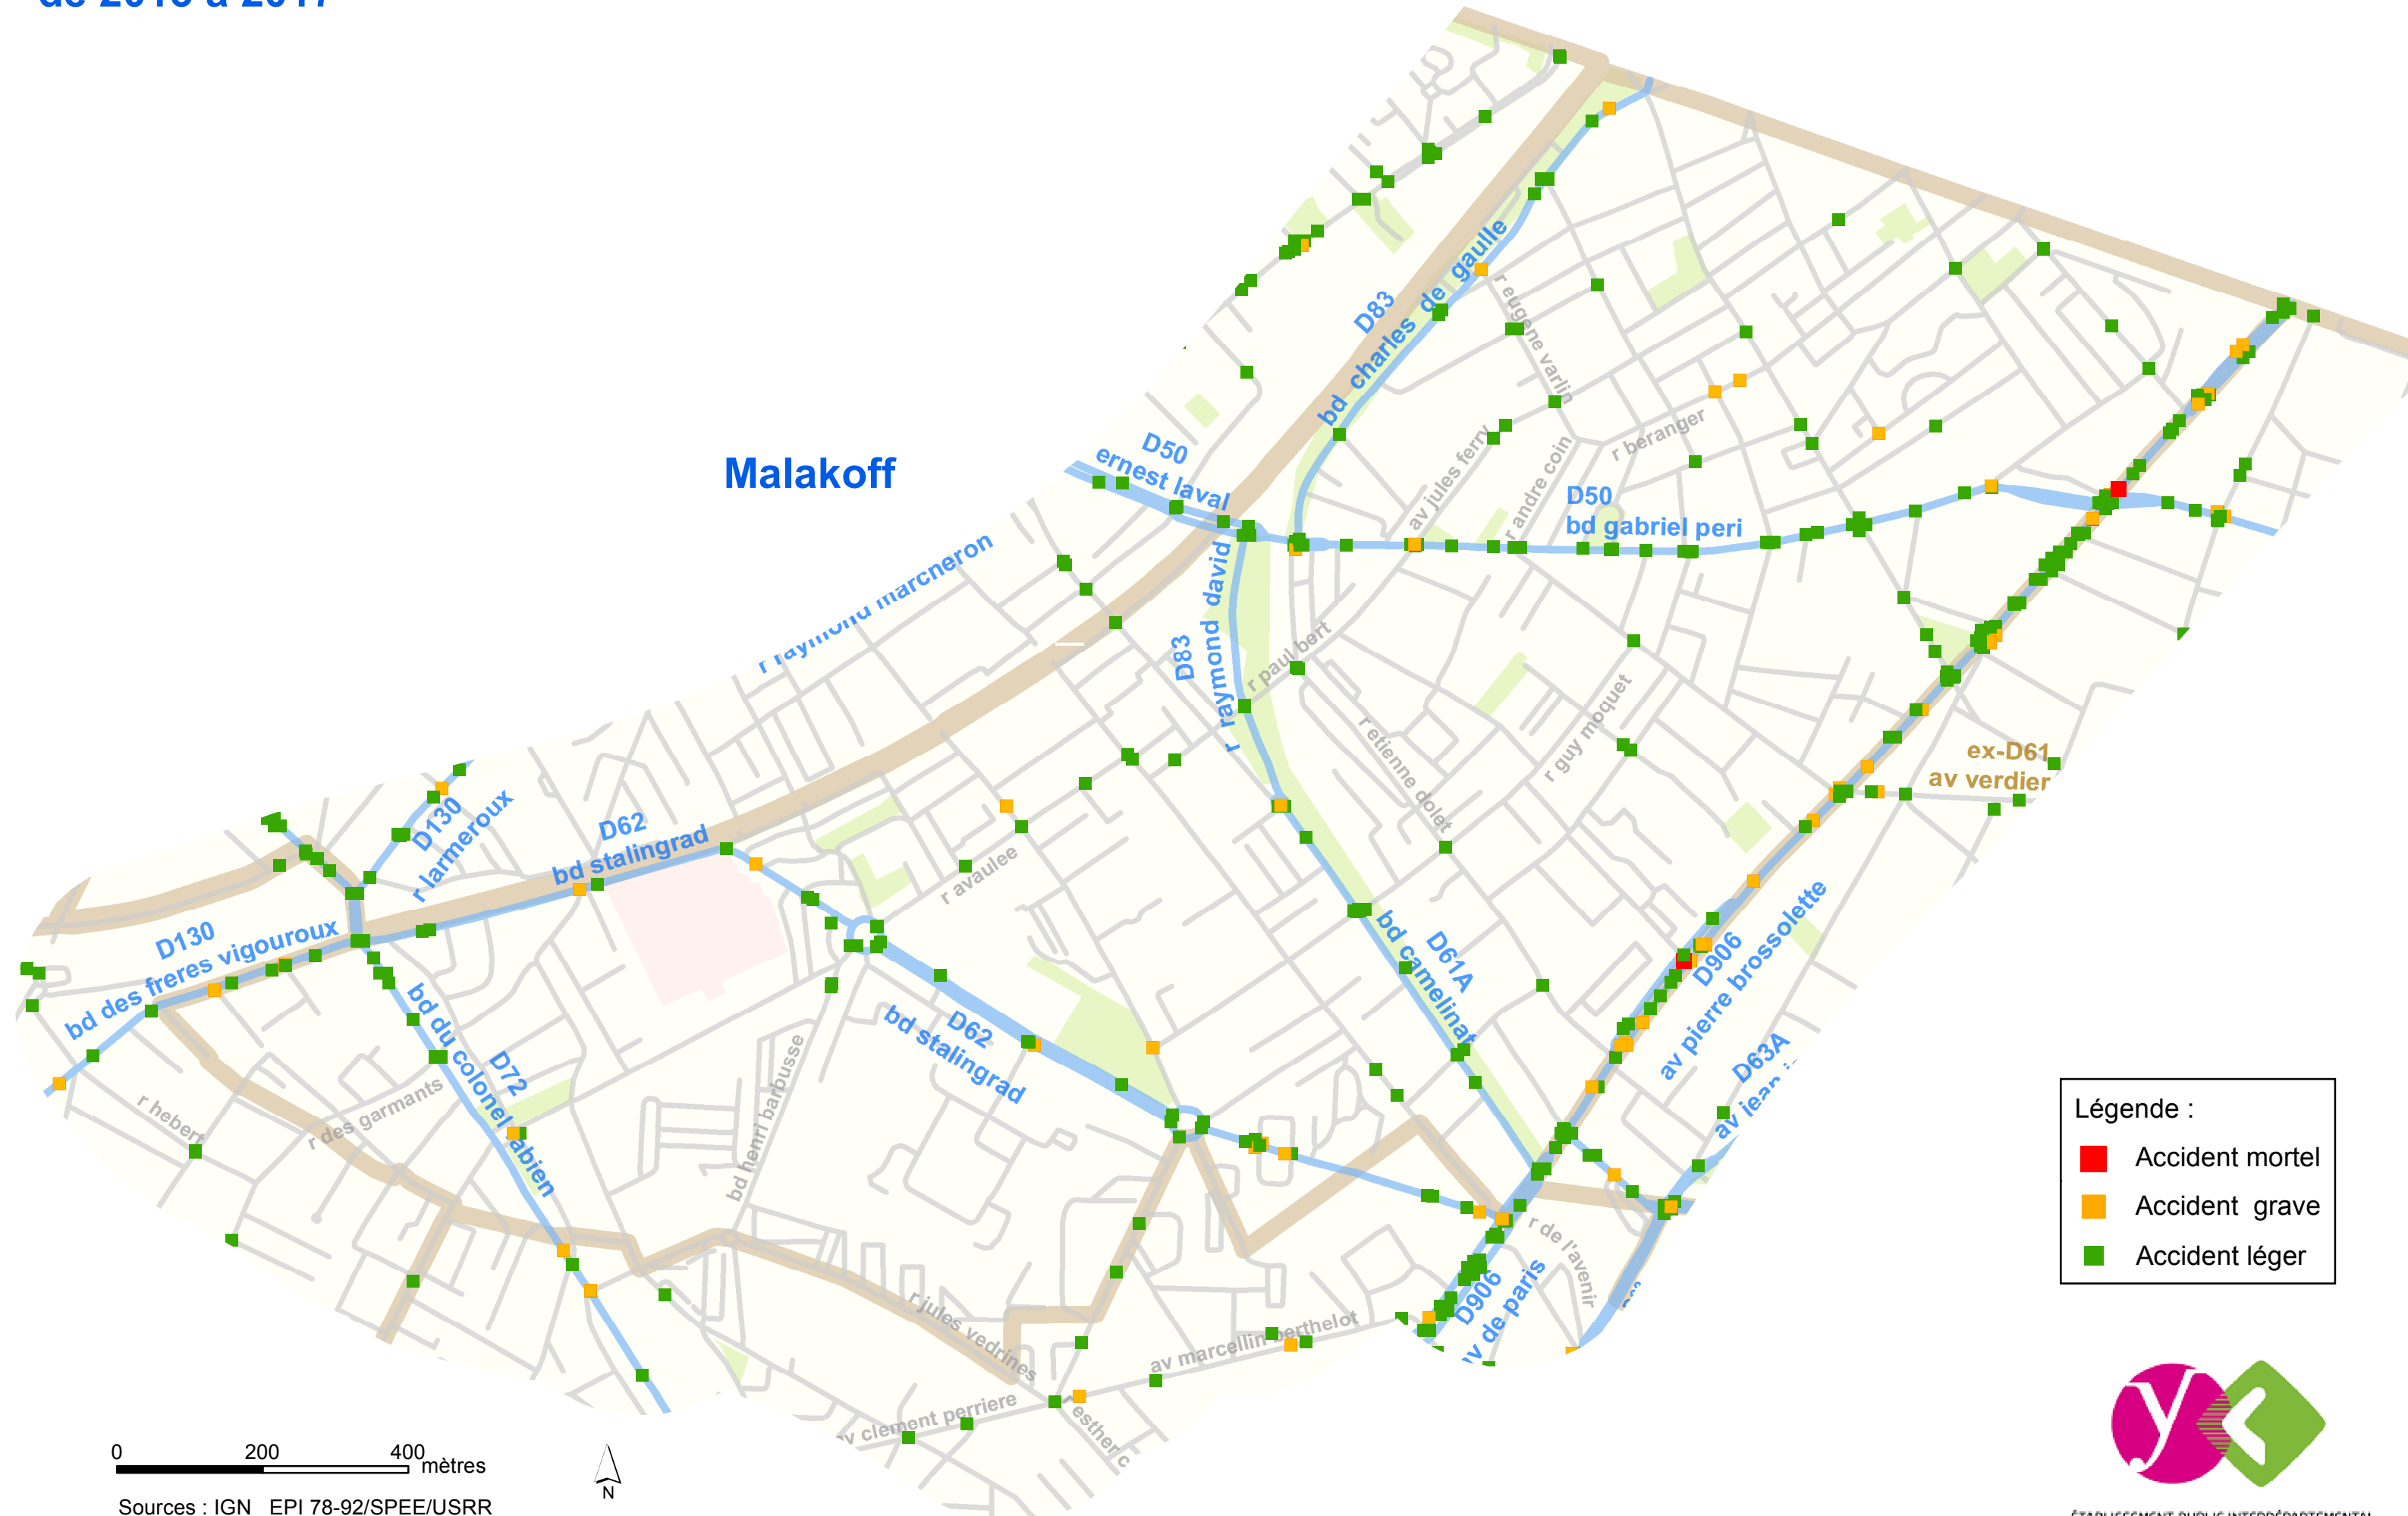 D83
bd charles de gaulle
r eugene varlin
D50
ernest laval
Malakoff
av jules ferry
r andre coin
r beranger
D50
bd gabriel peri
D83
r raymond david
r paul bert
r etienne dolet
r guy moquet
ex-D61
av verdier
D130
r larmeroux
D62
bd stalingrad
r avaulee
D130
bd des freres vigouroux
D72
bd du colonel
r hebert
r des garmants
bd henri barbusse
D62
bd stalingrad
D61A
bd camelinat
D906
av pierre brossolette
D63A
r de l'avenir
D906
av de paris
r jules vedrines
av marcellin berthelot
av clement perriere
r esther c
Légende :
Accident mortel
Accident grave
Accident léger
0 200 400 mètres
N
Sources : IGN EPI 78-92/SPEE/USRR